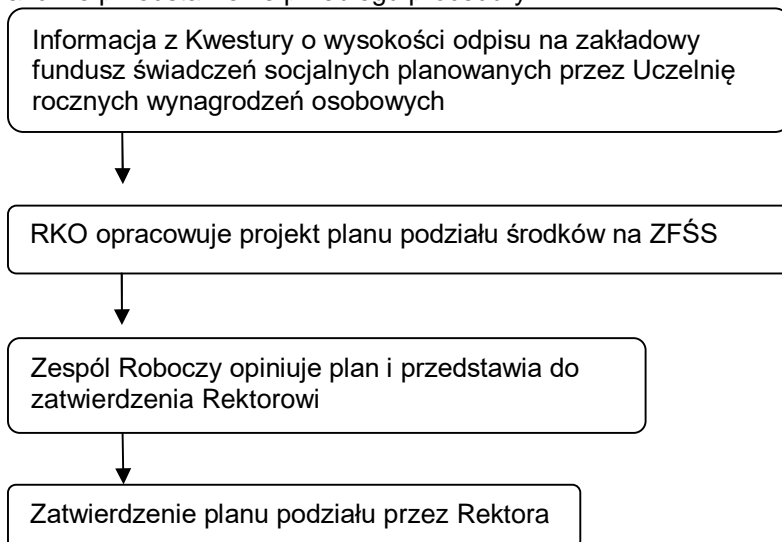 Informacja z Kwestury o wysokości odpisu na zakładowy
fundusz świadczeń socjalnych planowanych przez Uczelnię
rocznych wynagrodzeń osobowych
RKO opracowuje projekt planu podziału środków na ZFŚS
Zespól Roboczy opiniuje plan i przedstawia do
zatwierdzenia Rektorowi
Zatwierdzenie planu podziału przez Rektora